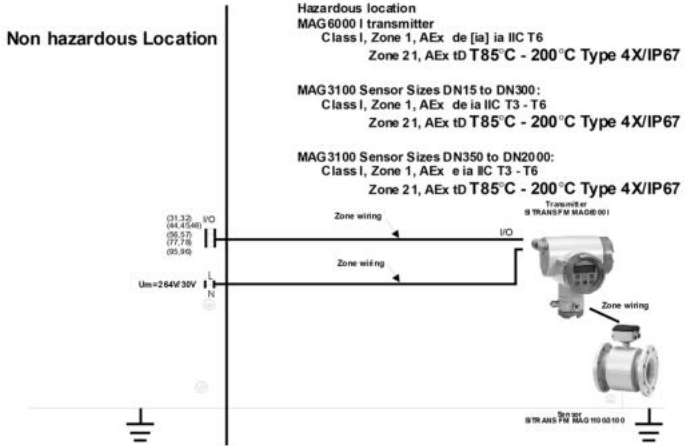 Hazardous location
MAG6000 I transmitter
Class I, Zone 1, AEx de [ia] ia IIC T6
Zone 21, AEx tD T85°C - 200°C Type 4X/IP67
Non hazardous Location
MAG3100 Sensor Sizes DN15 to DN300:
Class I, Zone 1, AEx de ia IIC T3 - T6
Zone 21, AEx tD T85°C - 200°C Type 4X/IP67
MAG3100 Sensor Sizes DN350 to DN2000:
Class I, Zone 1, AEx e ia IIC T3 - T6
Zone 21, AEx tD T85°C - 200°C Type 4X/IP67
Transmitter
SITRANS FM MAG6000 I
(31,32) I/O
(44,45,46)
(56,57)
(77,78)
(95,96)
Zone wiring
I/O
Zone wiring
L
Um=264V/30V
N
Zone wiring
Sensor
SITRANS FM MAG1100/3100